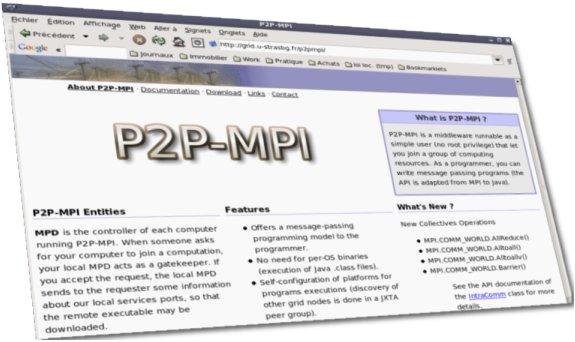 P2P-MPI
Fichier Édition Affichage Web Aller à Signets Onglets Aide
Précédent
http://grid.u-strasbg.fr/p2pmpi/
Google
Journaux Immobilier Work Pratique Achats loi loc. (tmp) Bookmarklets
About P2P-MPI · Documentation · Download · Links · Contact
P2P-MPI
What is P2P-MPI ?
P2P-MPI is a middleware runnable as a
simple user (no root privilege) that let
you join a group of computing
resources. As a programmer, you can
write message passing programs (the
API is adapted from MPI to Java).
P2P-MPI Entities
MPD is the controller of each computer
running P2P-MPI. When someone asks
for your computer to join a computation,
your local MPD acts as a gatekeeper. If
you accept the request, the local MPD
sends to the requester some information
about our local services ports, so that
the remote executable may be
downloaded.
Features
Offers a message-passing
programming model to the
programmer.
No need for per-OS binaries
(execution of Java .class files).
Self-configuration of platforms for
programs executions (discovery of
other grid nodes is done in a JXTA
peer group).
What's New ?
New Collectives Operations
MPI.COMM_WORLD.AllReduce()
MPI.COMM_WORLD.Alltoall()
MPI.COMM_WORLD.Alltoallv()
MPI.COMM_WORLD.Barrier()
See the API documentation of
the IntraComm class for more
details.